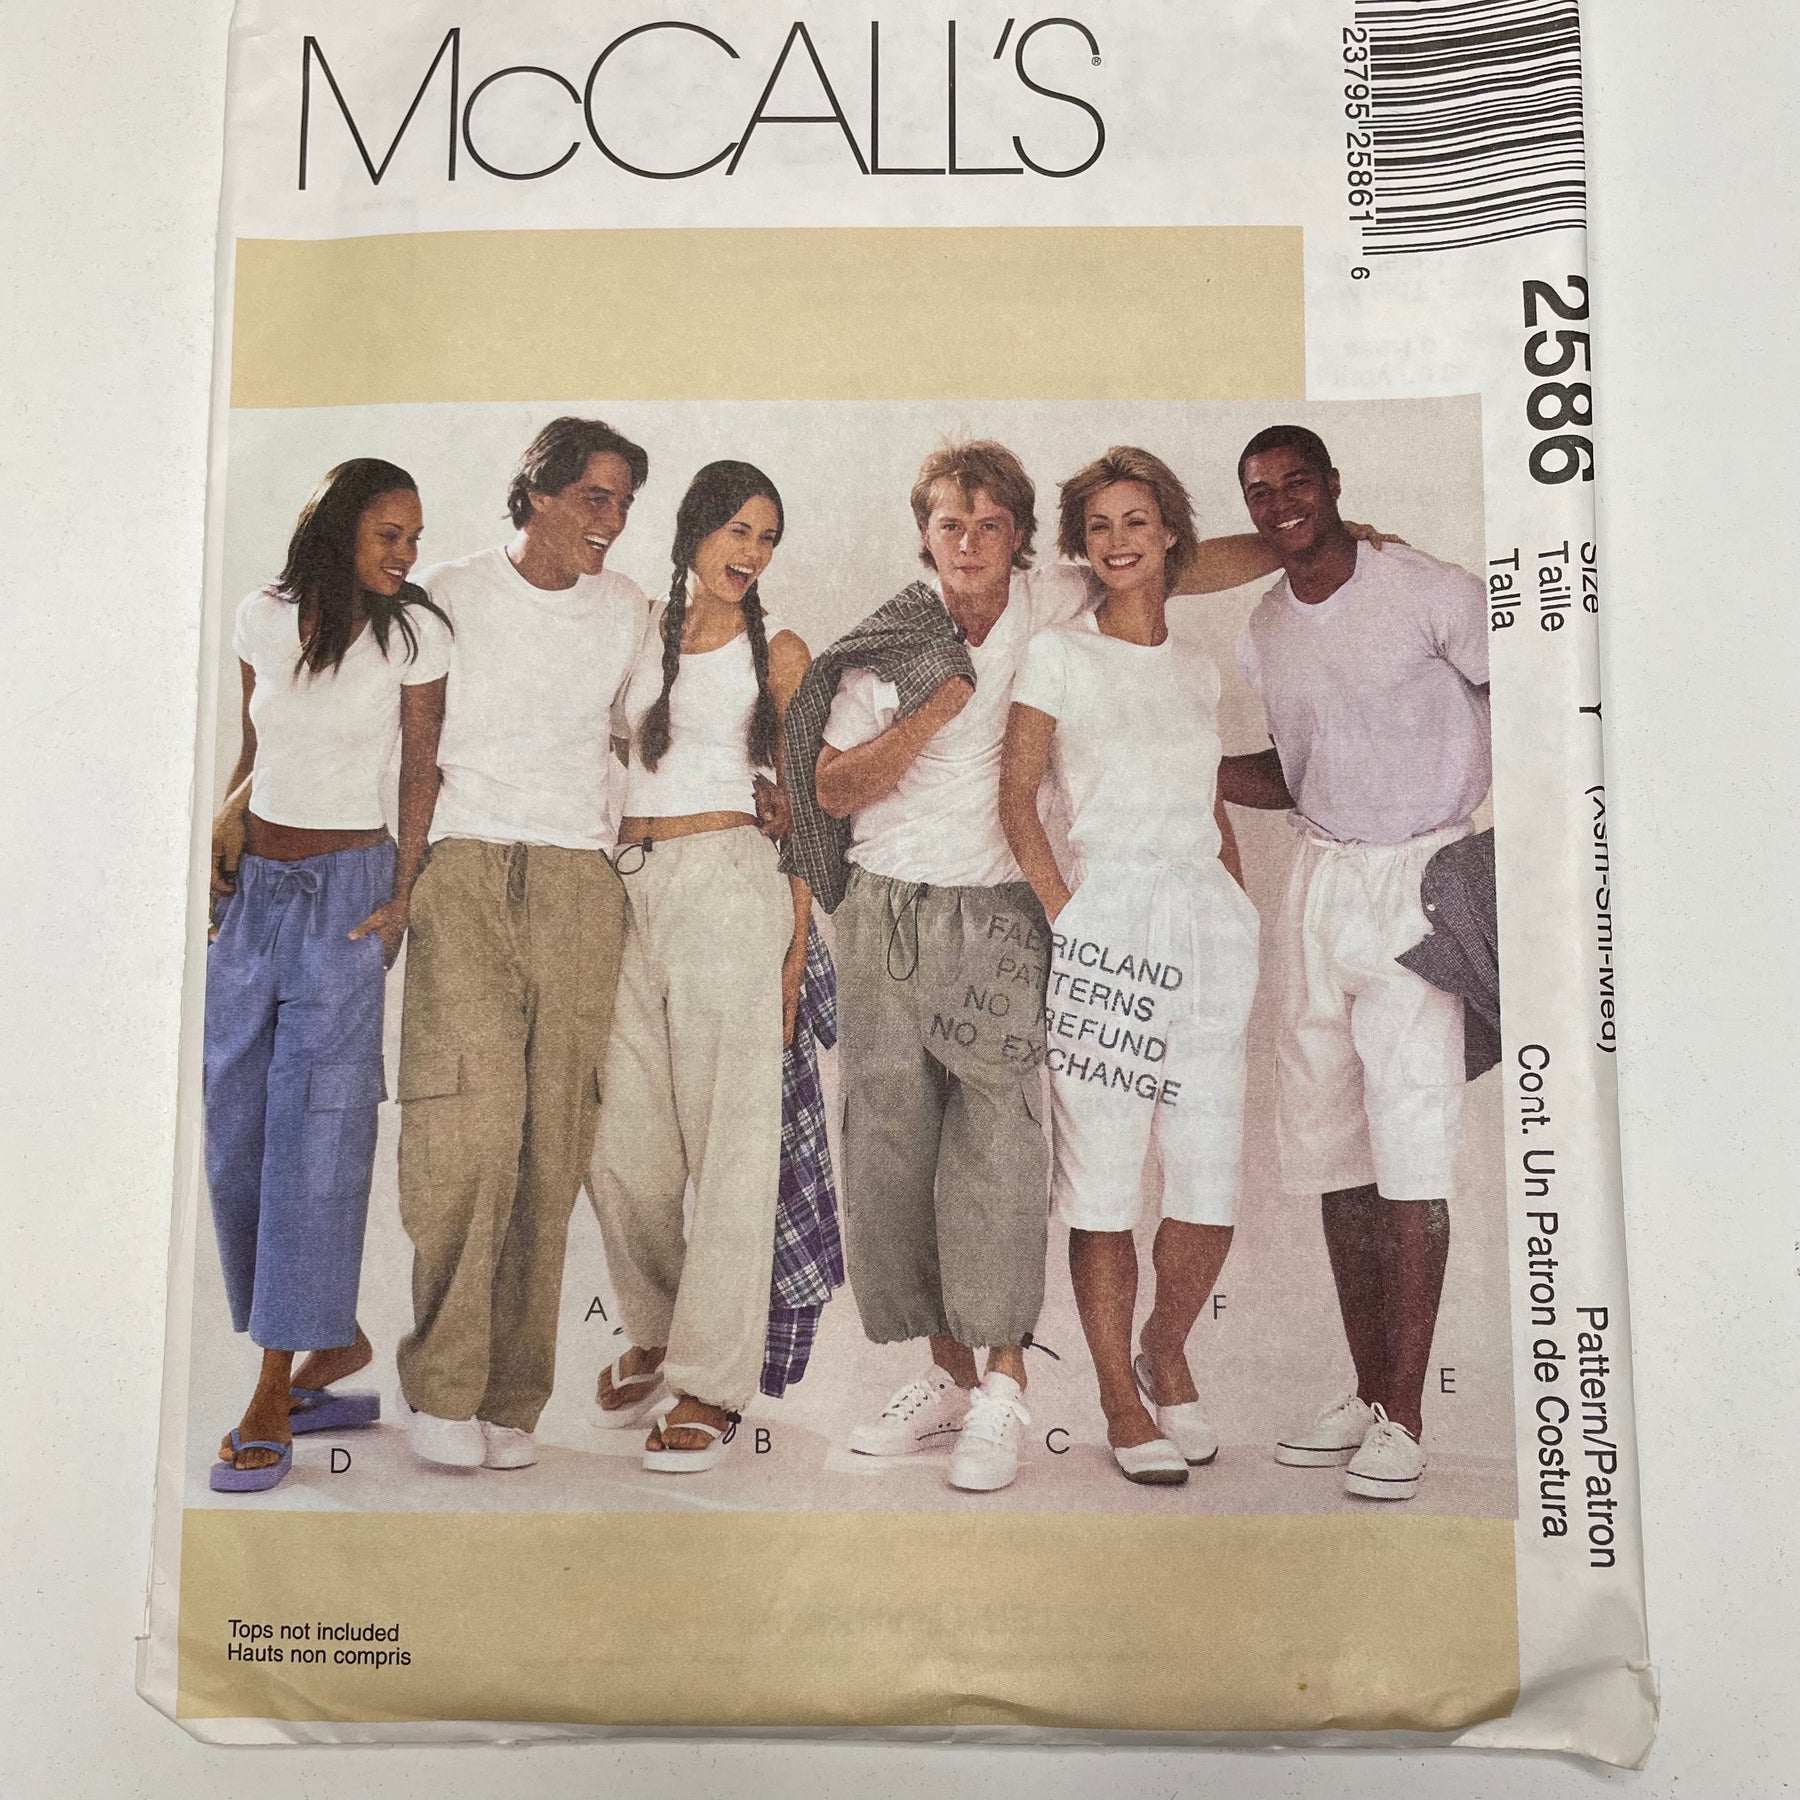 McCALL'S®
23795 25861 6
2586
Size Y (Xsm-Sml-Med)
Taille
Talla
Pattern/Patron
Cont. Un Patron de Costura
FABRICLAND
PATTERNS
NO REFUND
NO EXCHANGE
A
F
E
D
B
C
Tops not included
Hauts non compris